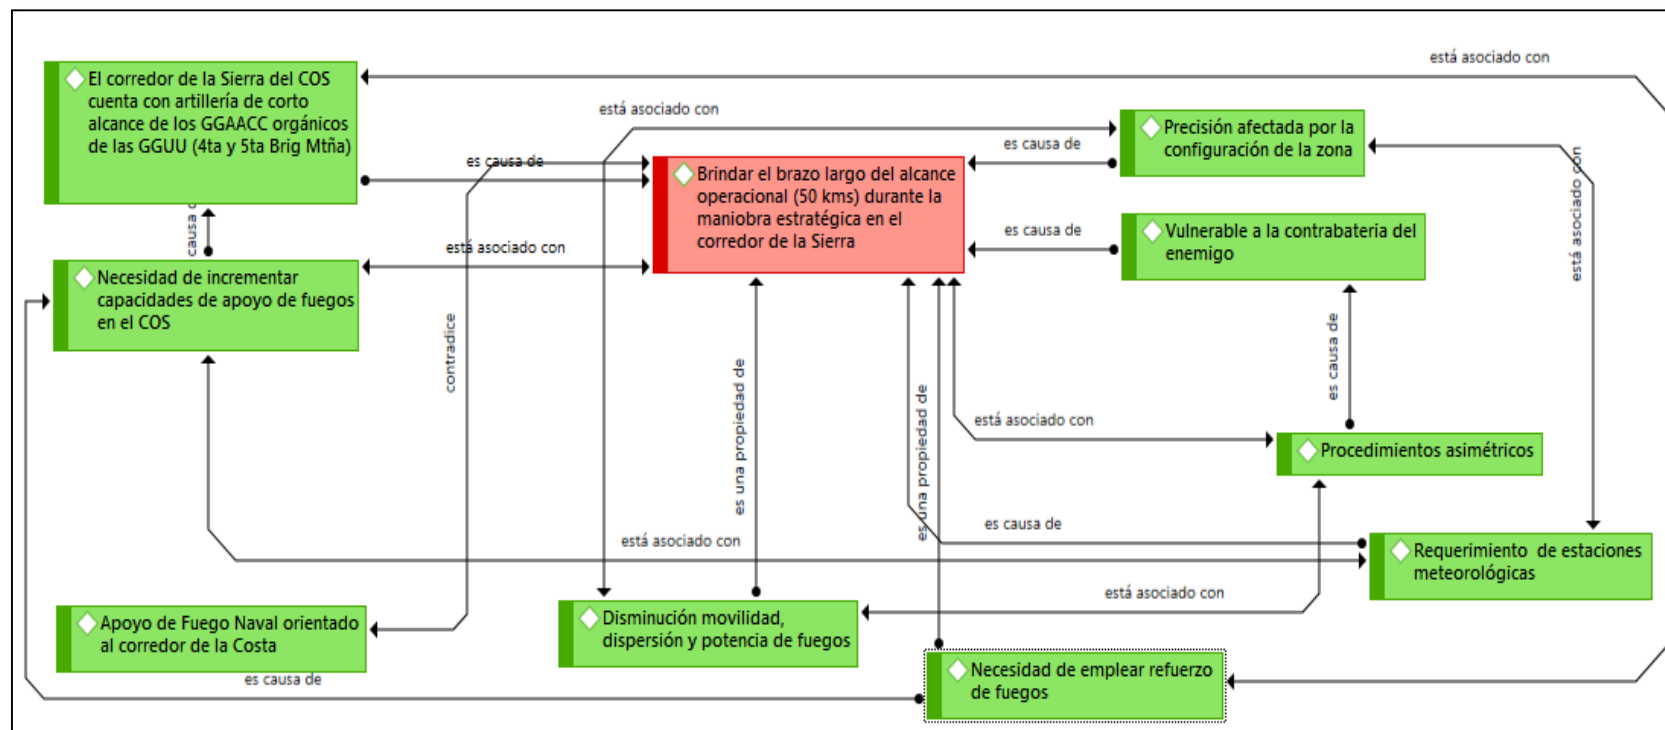 está asociado con
El corredor de la Sierra del COS
cuenta con artillería de corto
alcance de los GGAACC orgánicos
de las GGUU (4ta y 5ta Brig Mtña)
está asociado con
Precisión afectada por la
configuración de la zona
es causa de
es causa de
Brindar el brazo largo del alcance
operacional (50 kms) durante la
maniobra estratégica en el
corredor de la Sierra
está asociado con
causa
es causa de
Vulnerable a la contrabateria del
enemigo
está asociado con
Necesidad de incrementar
capacidades de apoyo de fuegos
en el COS
contradice
es una propiedad de
es una propiedad de
es causa de
está asociado con
Procedimientos asimétricos
es causa de
está asociado con
Requerimiento de estaciones
meteorológicas
está asociado con
Apoyo de Fuego Naval orientado
al corredor de la Costa
Disminución movilidad,
dispersión y potencia de fuegos
es causa de
Necesidad de emplear refuerzo
de fuegos